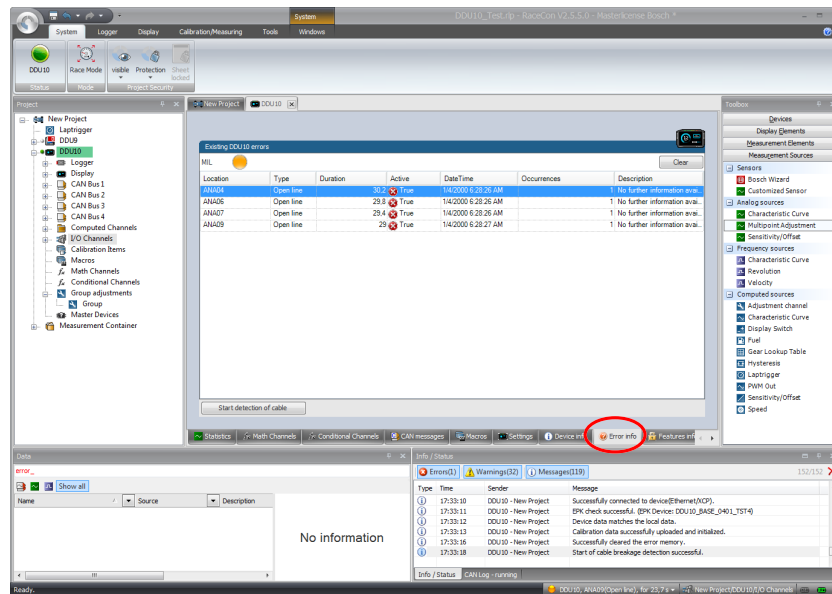 System
DDU10_Test.rlp - RaceCon V2.5.5.0 - Masterlicense Bosch *
System Logger Display Calibration/Measuring Tools Windows
DDU10 Race Mode visible Protection Sheet locked
Status Mode Project Security
Project
New Project
Laptrigger
DDU9
DDU10
Logger
Display
CAN Bus 1
CAN Bus 2
CAN Bus 3
CAN Bus 4
Computed Channels
I/O Channels
Calibration Items
Macros
Math Channels
Conditional Channels
Group adjustments
Group
Master Devices
Measurement Container
New Project DDU10
Existing DDU10 errors
MIL Clear
Location Type Duration Active DateTime Occurrences Description
ANA04 Open line 30,2 True 1/4/2000 6:28:26 AM 1 No further information avai...
ANA06 Open line 29,8 True 1/4/2000 6:28:26 AM 1 No further information avai...
ANA07 Open line 29,4 True 1/4/2000 6:28:26 AM 1 No further information avai...
ANA09 Open line 29 True 1/4/2000 6:28:27 AM 1 No further information avai...
Start detection of cable
Statistics Math Channels Conditional Channels CAN messages Macros Settings Device inf Error info Features inf
Toolbox
Devices
Display Elements
Measurement Elements
Measurement Sources
Sensors
Bosch Wizard
Customized Sensor
Analog sources
Characteristic Curve
Multipoint Adjustment
Sensitivity/Offset
Frequency sources
Characteristic Curve
Revolution
Velocity
Computed sources
Adjustment channel
Characteristic Curve
Display Switch
Fuel
Gear Lookup Table
Hysteresis
Laptrigger
PWM Out
Sensitivity/Offset
Speed
Data
error_
Show all
Name Source Description
No information
Info / Status
Errors(1) Warnings(32) Messages(119) 152/152
Type Time Sender Message
17:33:10 DDU10 - New Project Successfully connected to device(Ethernet/XCP).
17:33:11 DDU10 - New Project EPK check successful. (EPK Device: DDU10_BASE_0401_TST4)
17:33:12 DDU10 - New Project Device data matches the local data.
17:33:13 DDU10 - New Project Calibration data successfully uploaded and initialized.
17:33:16 DDU10 - New Project Successfully cleared the error memory.
17:33:18 DDU10 - New Project Start of cable breakage detection successful.
Info / Status CAN Log - running
Ready. DDU10, ANA09(Open line), for 23,7 s New Project/DDU10/I/O Channels